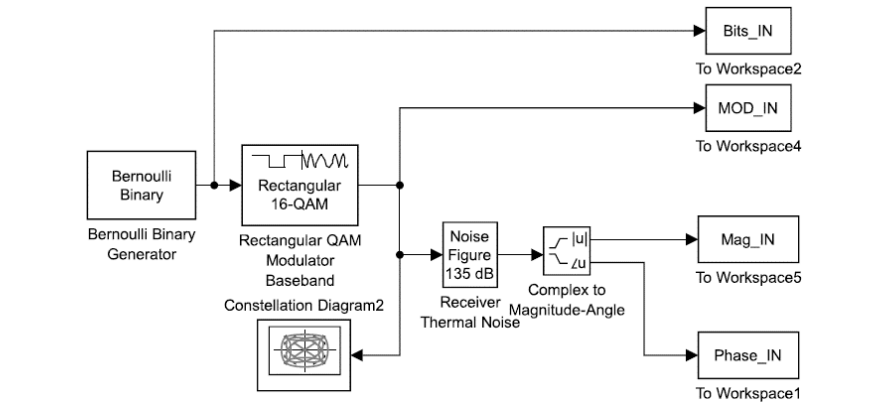 Bits_IN
To Workspace2
MOD_IN
To Workspace4
Bernoulli
Binary
Bernoulli Binary
Generator
Rectangular
16-QAM
Rectangular QAM
Modulator
Baseband
Constellation Diagram2
Noise
Figure
135 dB
Receiver
Thermal Noise
|u|
∠u
Complex to
Magnitude-Angle
Mag_IN
To Workspace5
Phase_IN
To Workspace1